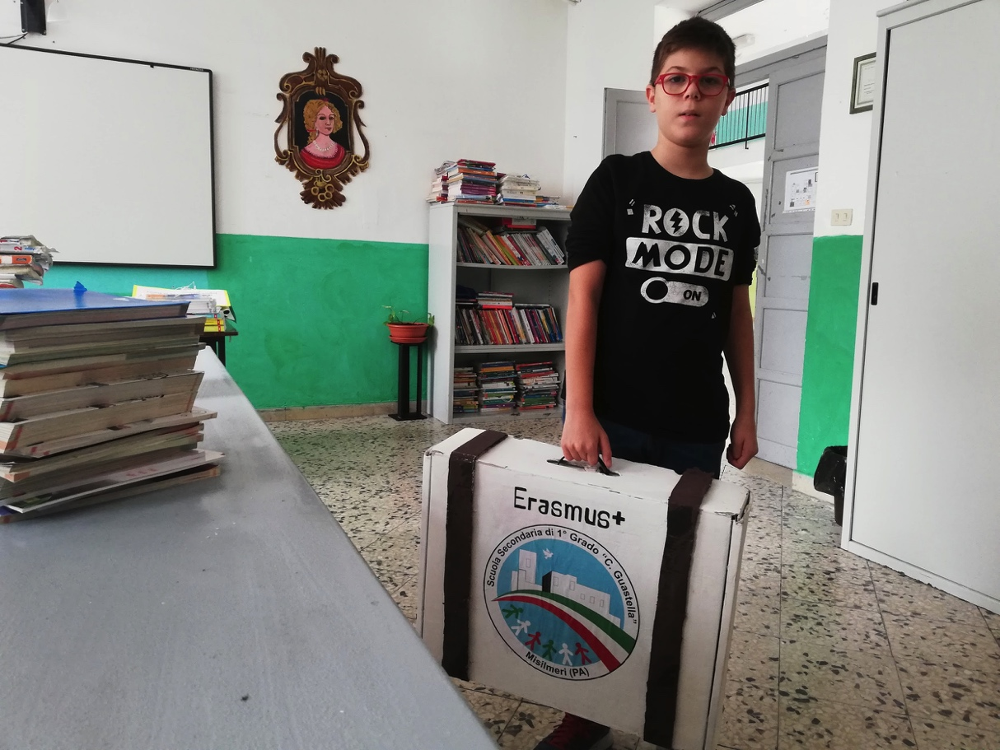 ROCK
MODE
ON
Erasmus+
Scuola Secondaria di 1° Grado "C. Guastella"
Misilmeri (PA)